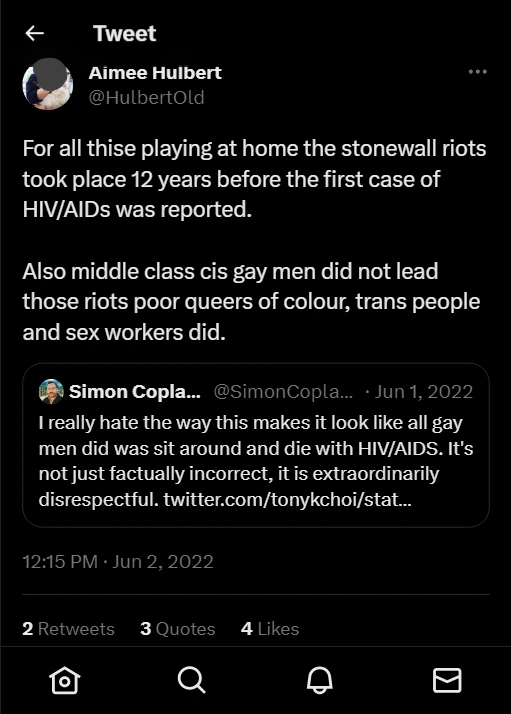 Tweet
Aimee Hulbert
@HulbertOld
For all thise playing at home the stonewall riots
took place 12 years before the first case of
HIV/AIDs was reported.
Also middle class cis gay men did not lead
those riots poor queers of colour, trans people
and sex workers did.
Simon Copla... @SimonCopla... · Jun 1, 2022
I really hate the way this makes it look like all gay
men did was sit around and die with HIV/AIDS. It's
not just factually incorrect, it is extraordinarily
disrespectful. twitter.com/tonykchoi/stat...
12:15 PM · Jun 2, 2022
2 Retweets 3 Quotes 4 Likes